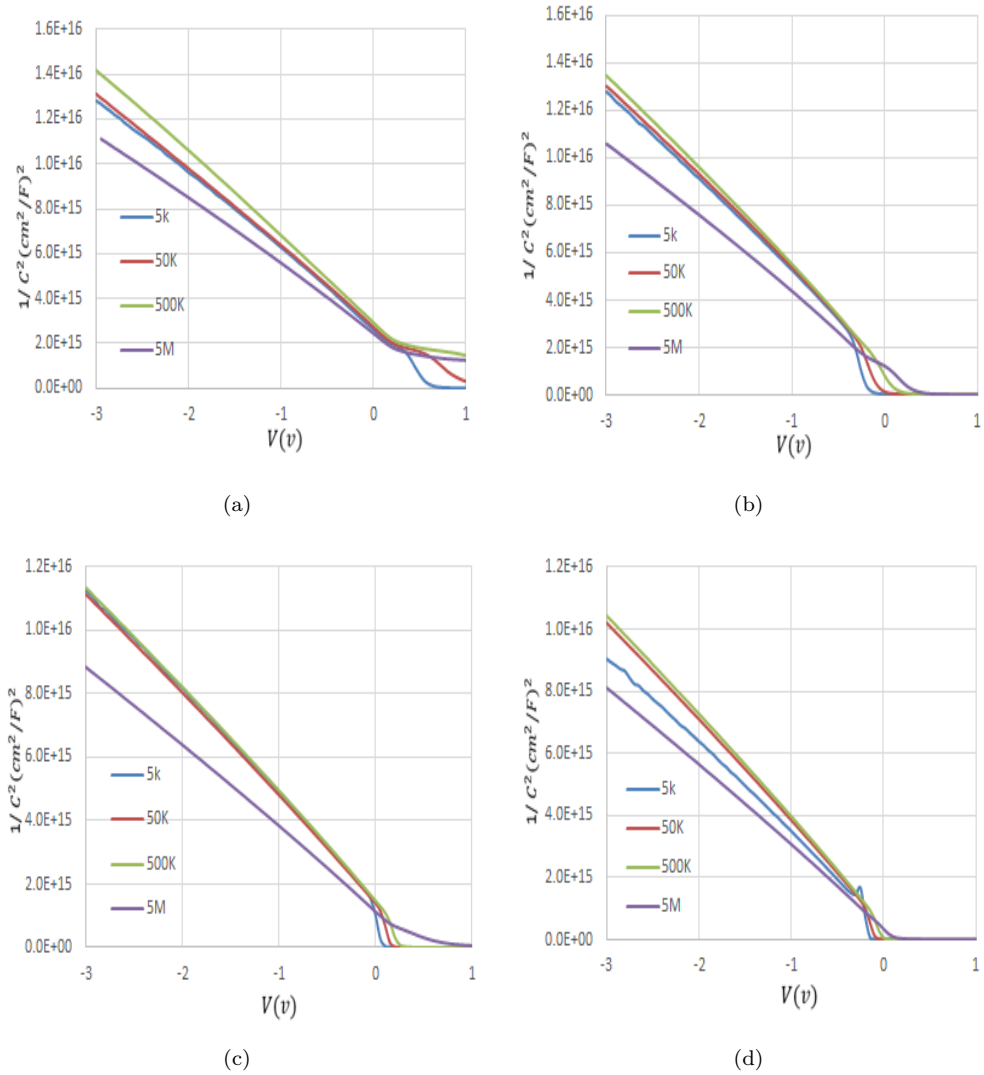 1.6E+16
1.4E+16
1.2E+16
1.0E+16
8.0E+15
6.0E+15
4.0E+15
2.0E+15
0.0E+00
1/ C² (cm²/F)²
5k
50K
500K
5M
-3 -2 -1 0 1
V(v)
(a)
1.6E+16
1.4E+16
1.2E+16
1.0E+16
8.0E+15
6.0E+15
4.0E+15
2.0E+15
0.0E+00
1/ C² (cm²/F)²
5k
50K
500K
5M
-3 -2 -1 0 1
V(v)
(b)
1.2E+16
1.0E+16
8.0E+15
6.0E+15
4.0E+15
2.0E+15
0.0E+00
1/ C² (cm²/F)²
5k
50K
500K
5M
-3 -2 -1 0 1
V(v)
(c)
1.2E+16
1.0E+16
8.0E+15
6.0E+15
4.0E+15
2.0E+15
0.0E+00
1/ C² (cm²/F)²
5k
50K
500K
5M
-3 -2 -1 0 1
V(v)
(d)